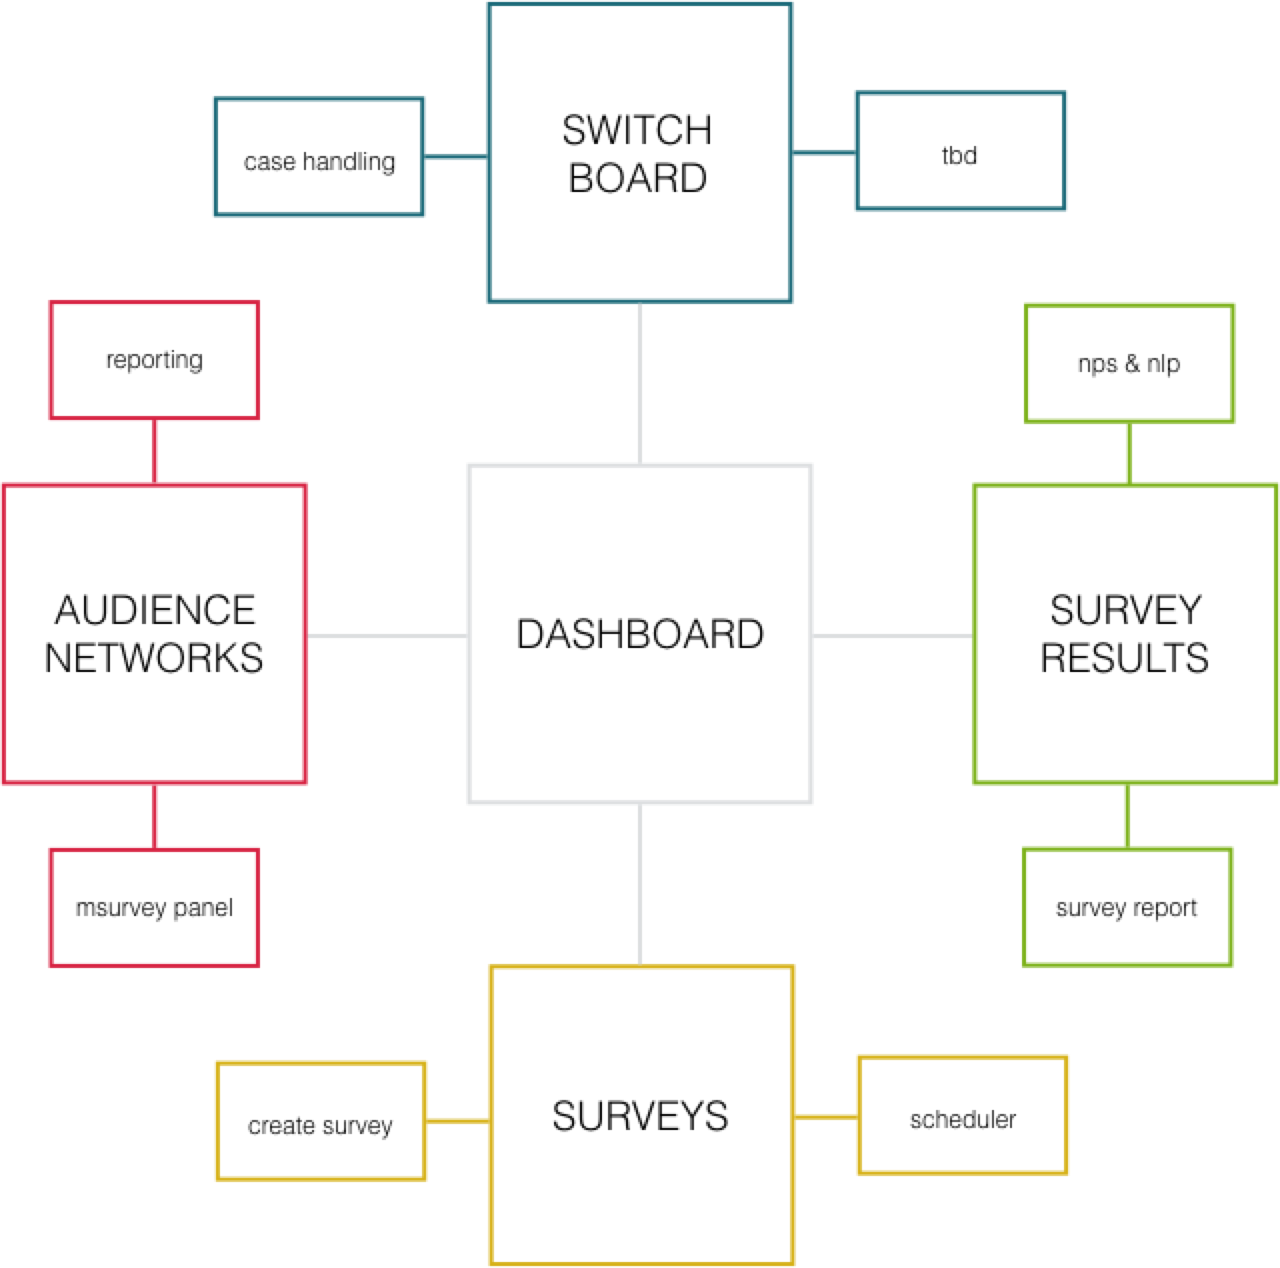 SWITCH
BOARD
case handling
tbd
reporting
nps & nlp
AUDIENCE
NETWORKS
DASHBOARD
SURVEY
RESULTS
msurvey panel
survey report
create survey
SURVEYS
scheduler